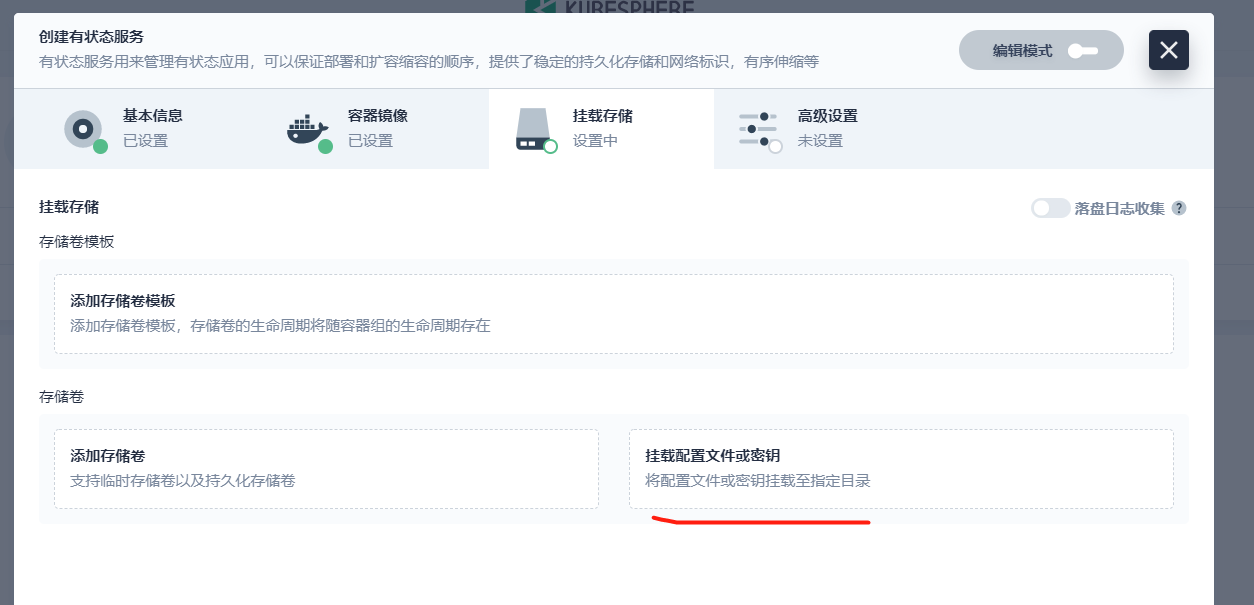 KUBESPHERE
创建有状态服务
有状态服务用来管理有状态应用，可以保证部署和扩容缩容的顺序，提供了稳定的持久化存储和网络标识，有序伸缩等
编辑模式
基本信息
已设置
容器镜像
已设置
挂载存储
设置中
高级设置
未设置
挂载存储
落盘日志收集 ?
存储卷模板
添加存储卷模板
添加存储卷模板，存储卷的生命周期将随容器组的生命周期存在
存储卷
添加存储卷
支持临时存储卷以及持久化存储卷
挂载配置文件或密钥
将配置文件或密钥挂载至指定目录